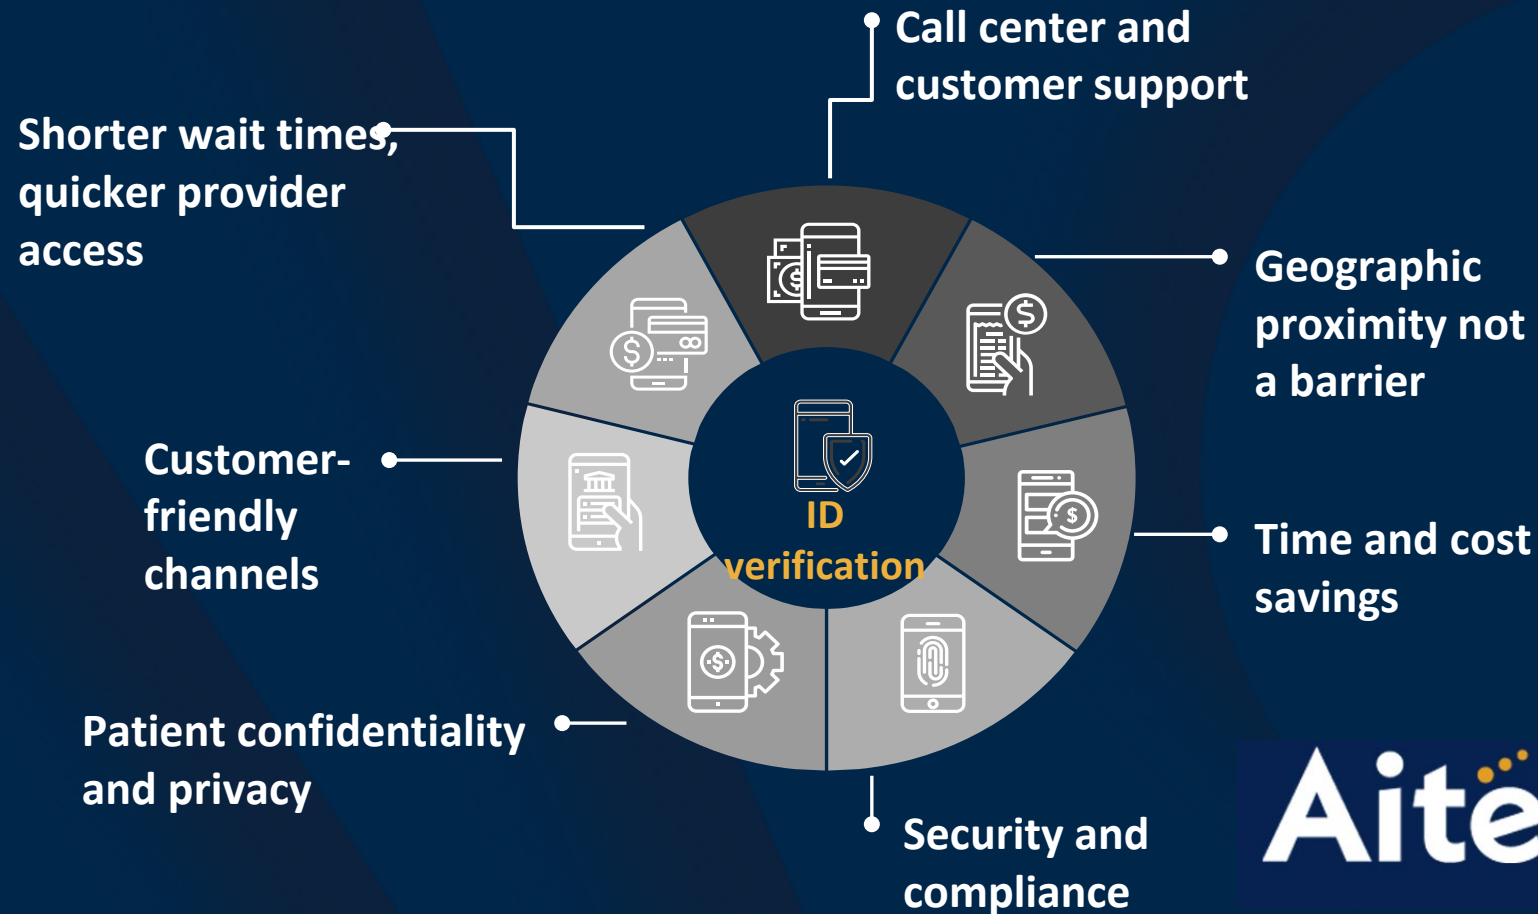 Call center and
customer support
Shorter wait times,
quicker provider
access
Geographic
proximity not
a barrier
Customer-
friendly
channels
ID
verification
Time and cost
savings
Patient confidentiality
and privacy
Security and
compliance
Aite